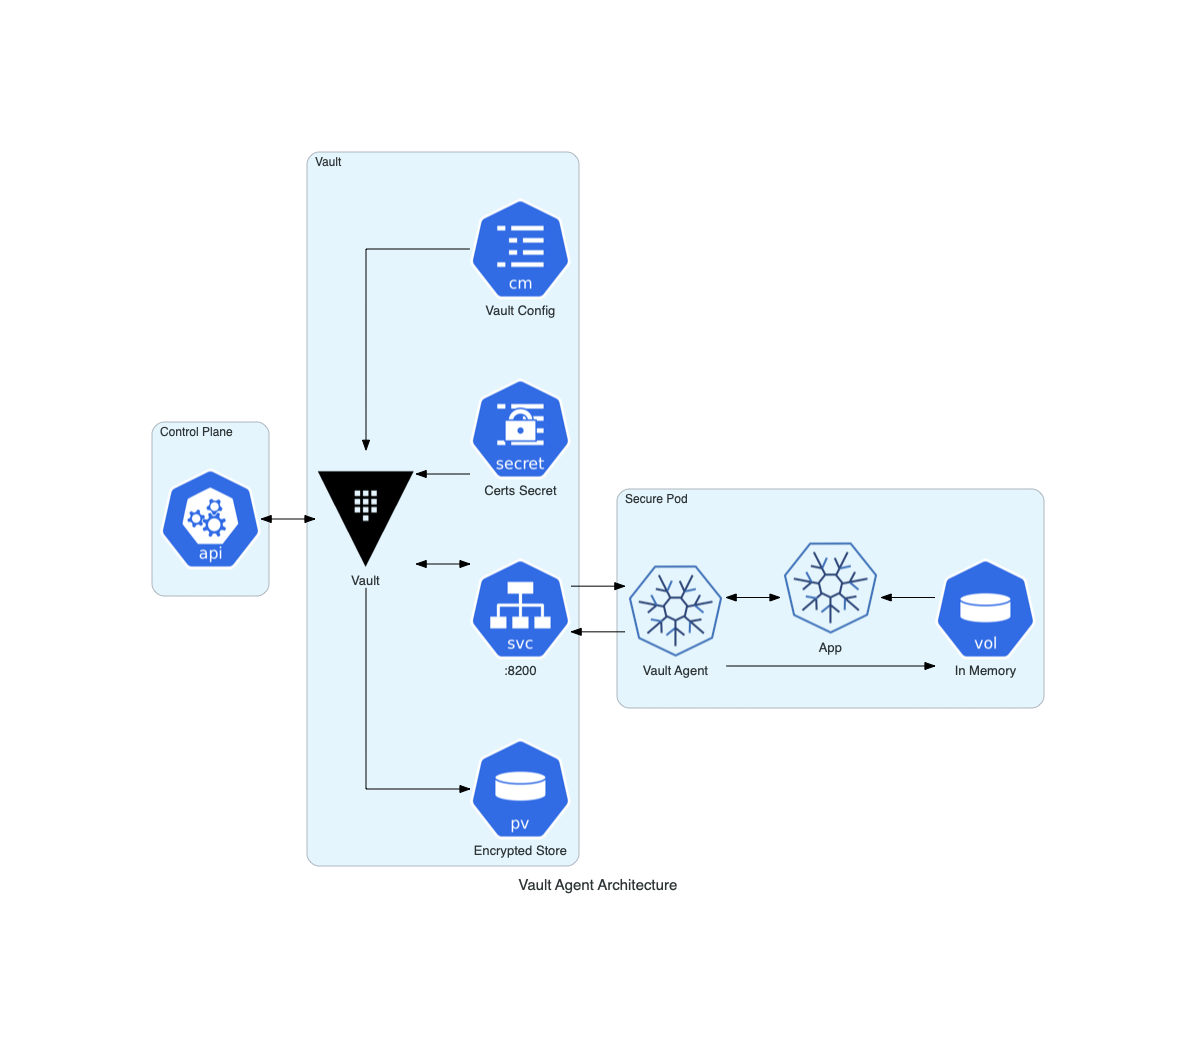 Vault
cm
Vault Config
Control Plane
secret
Certs Secret
api
Vault
Secure Pod
svc
:8200
Vault Agent
App
vol
In Memory
pv
Encrypted Store
Vault Agent Architecture